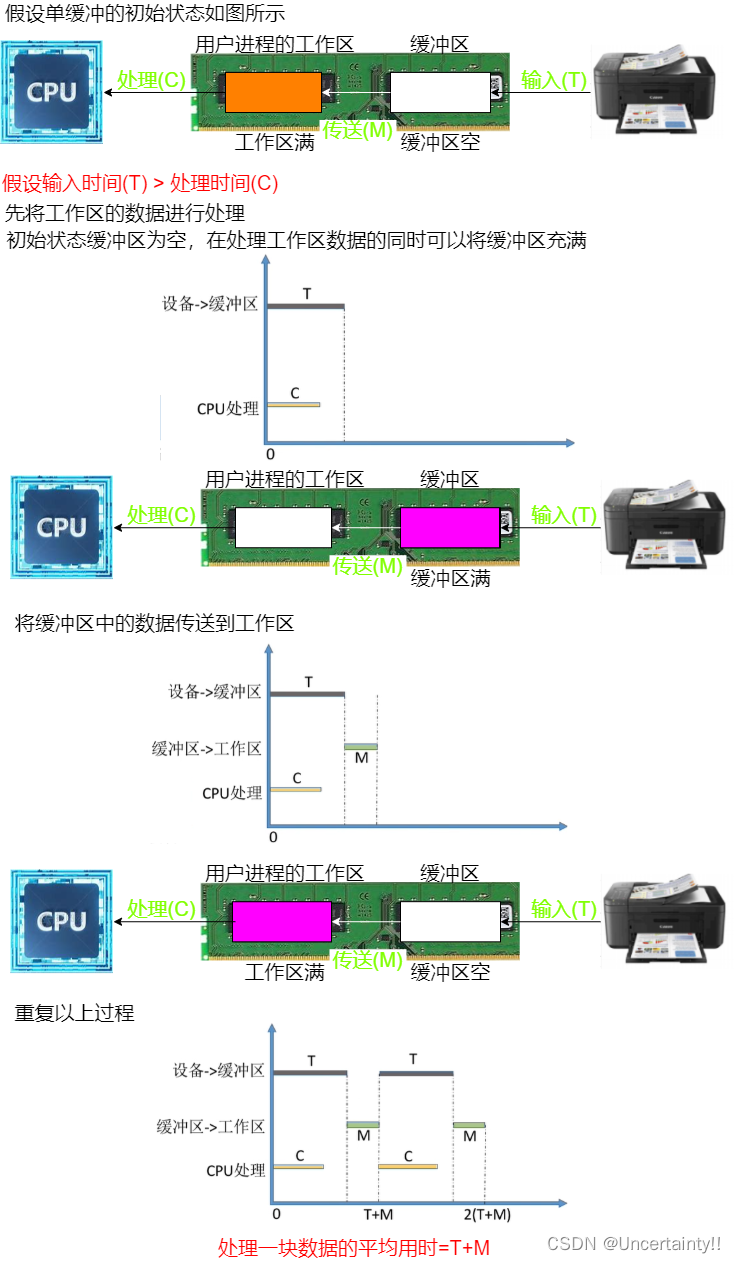 假设单缓冲的初始状态如图所示
用户进程的工作区 缓冲区
CPU 处理(C) 输入(T)
传送(M)
工作区满 缓冲区空
假设输入时间(T) > 处理时间(C)
先将工作区的数据进行处理
初始状态缓冲区为空，在处理工作区数据的同时可以将缓冲区充满
T
设备->缓冲区
C
CPU处理
0
用户进程的工作区 缓冲区
CPU 处理(C) 输入(T)
传送(M)
缓冲区满
将缓冲区中的数据传送到工作区
T
设备->缓冲区
缓冲区->工作区
M
C
CPU处理
0
用户进程的工作区 缓冲区
CPU 处理(C) 输入(T)
传送(M)
工作区满 缓冲区空
重复以上过程
T T
设备->缓冲区
缓冲区->工作区
M M
C C
CPU处理
0 T+M 2(T+M)
处理一块数据的平均用时=T+M
CSDN @Uncertainty!!